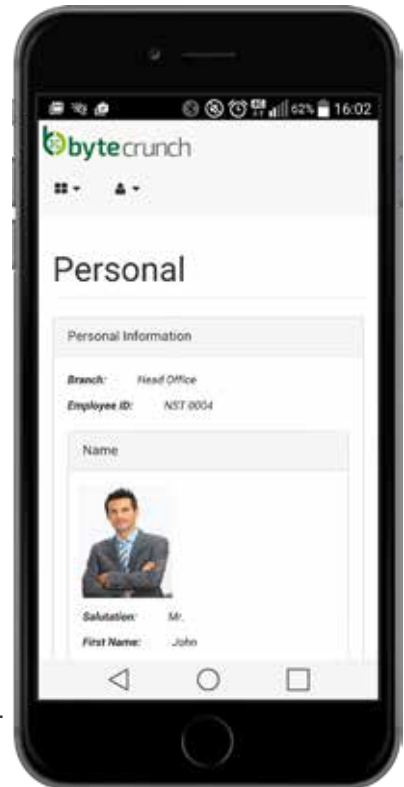 62% 16:02
bytecrunch
Personal
Personal Information
Branch: Head Office
Employee ID: NST 0004
Name
Salutation: Mr.
First Name: John